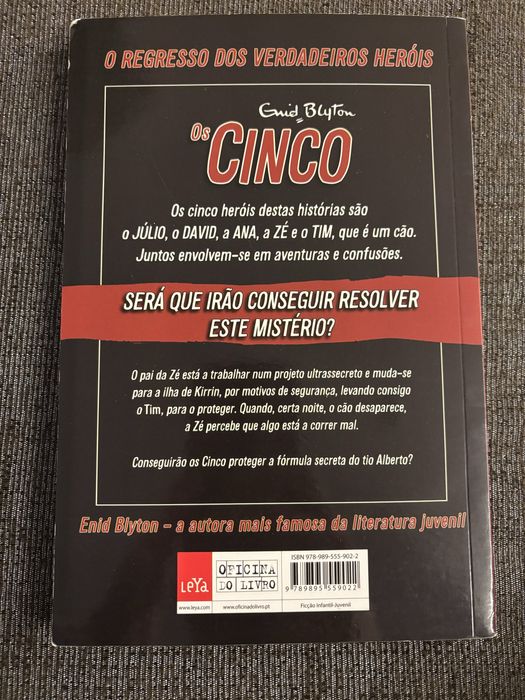 O REGRESSO DOS VERDADEIROS HERÓIS
Enid Blyton
Os CINCO
Os cinco heróis destas histórias são
o JÚLIO, o DAVID, a ANA, a ZÉ e o TIM, que é um cão.
Juntos envolvem-se em aventuras e confusões.
SERÁ QUE IRÃO CONSEGUIR RESOLVER
ESTE MISTÉRIO?
O pai da Zé está a trabalhar num projeto ultrassecreto e muda-se
para a ilha de Kirrin, por motivos de segurança, levando consigo
o Tim, para o proteger. Quando, certa noite, o cão desaparece,
a Zé percebe que algo está a correr mal.
Conseguirão os Cinco proteger a fórmula secreta do tio Alberto?
Enid Blyton – a autora mais famosa da literatura juvenil
LEYA
www.leya.com
OFICINA
DO LIVRO
www.oficinadolivro.pt
ISBN 978-989-555-902-2
9 789895 559022
Ficção Infantil-Juvenil